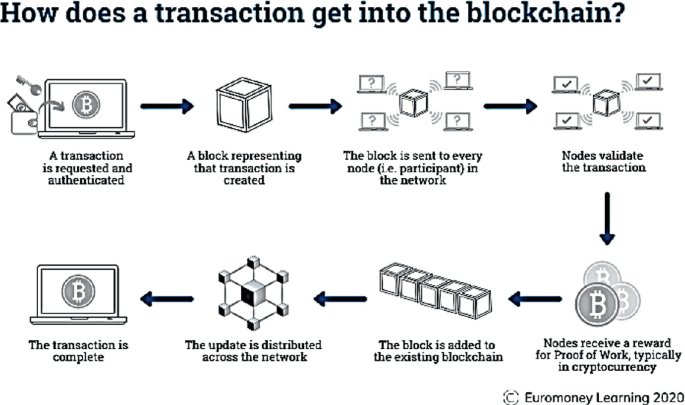 How does a transaction get into the blockchain?
A transaction
is requested and
authenticated
A block representing
that transaction is
created
The block is sent to every
node (i.e. participant) in
the network
Nodes validate
the transaction
The transaction is
complete
The update is distributed
across the network
The block is added to
the existing blockchain
Nodes receive a reward
for Proof of Work, typically
in cryptocurrency
© Euromoney Learning 2020